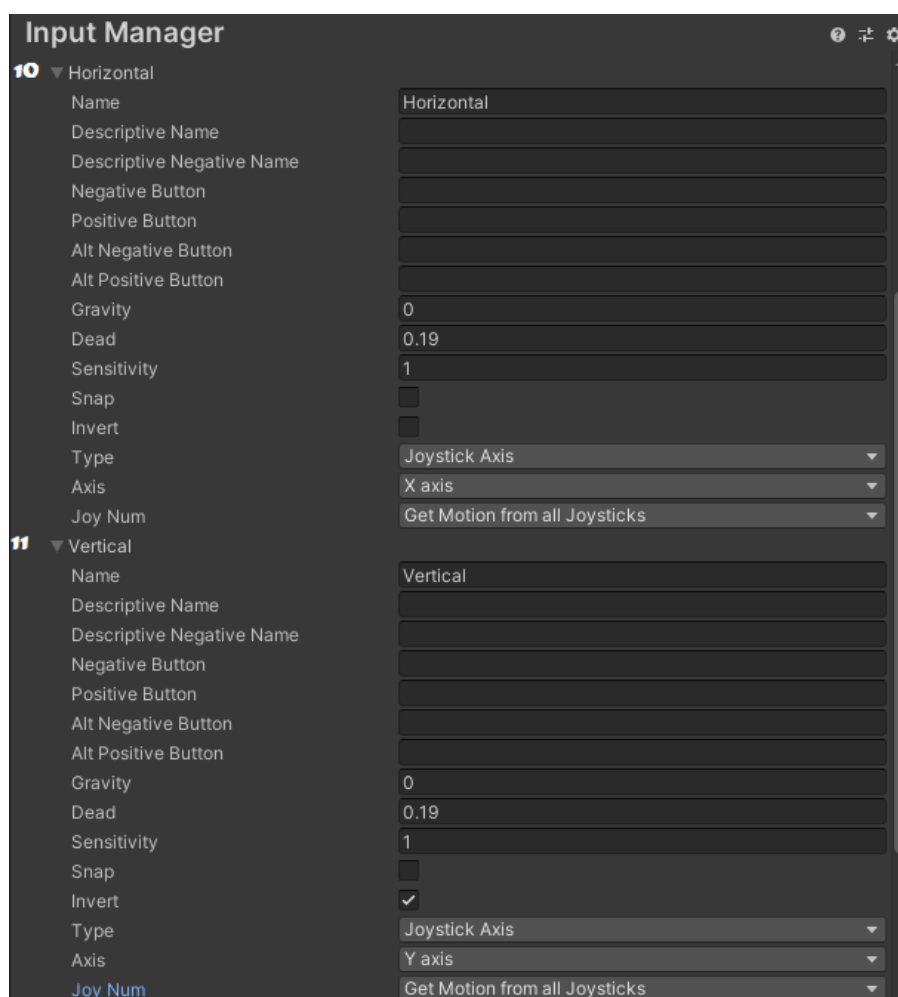 Input Manager
10 Horizontal
Name Horizontal
Descriptive Name
Descriptive Negative Name
Negative Button
Positive Button
Alt Negative Button
Alt Positive Button
Gravity 0
Dead 0.19
Sensitivity 1
Snap
Invert
Type Joystick Axis
Axis X axis
Joy Num Get Motion from all Joysticks
11 Vertical
Name Vertical
Descriptive Name
Descriptive Negative Name
Negative Button
Positive Button
Alt Negative Button
Alt Positive Button
Gravity 0
Dead 0.19
Sensitivity 1
Snap
Invert
Type Joystick Axis
Axis Y axis
Joy Num Get Motion from all Joysticks